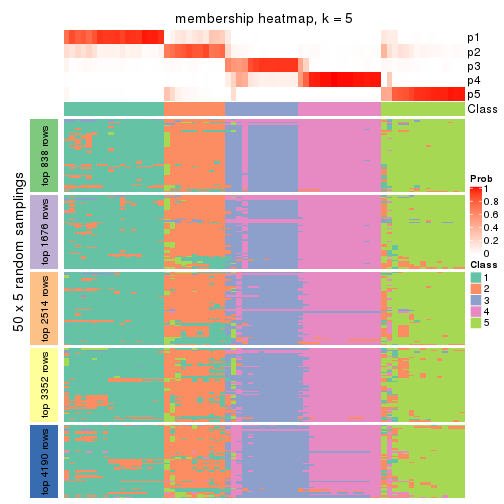 membership heatmap, k = 5
p1
p2
p3
p4
p5
Class
50 x 5 random samplings
top 838 rows
top 1676 rows
top 2514 rows
top 3352 rows
top 4190 rows
Prob
1
0.8
0.6
0.4
0.2
0
Class
1
2
3
4
5